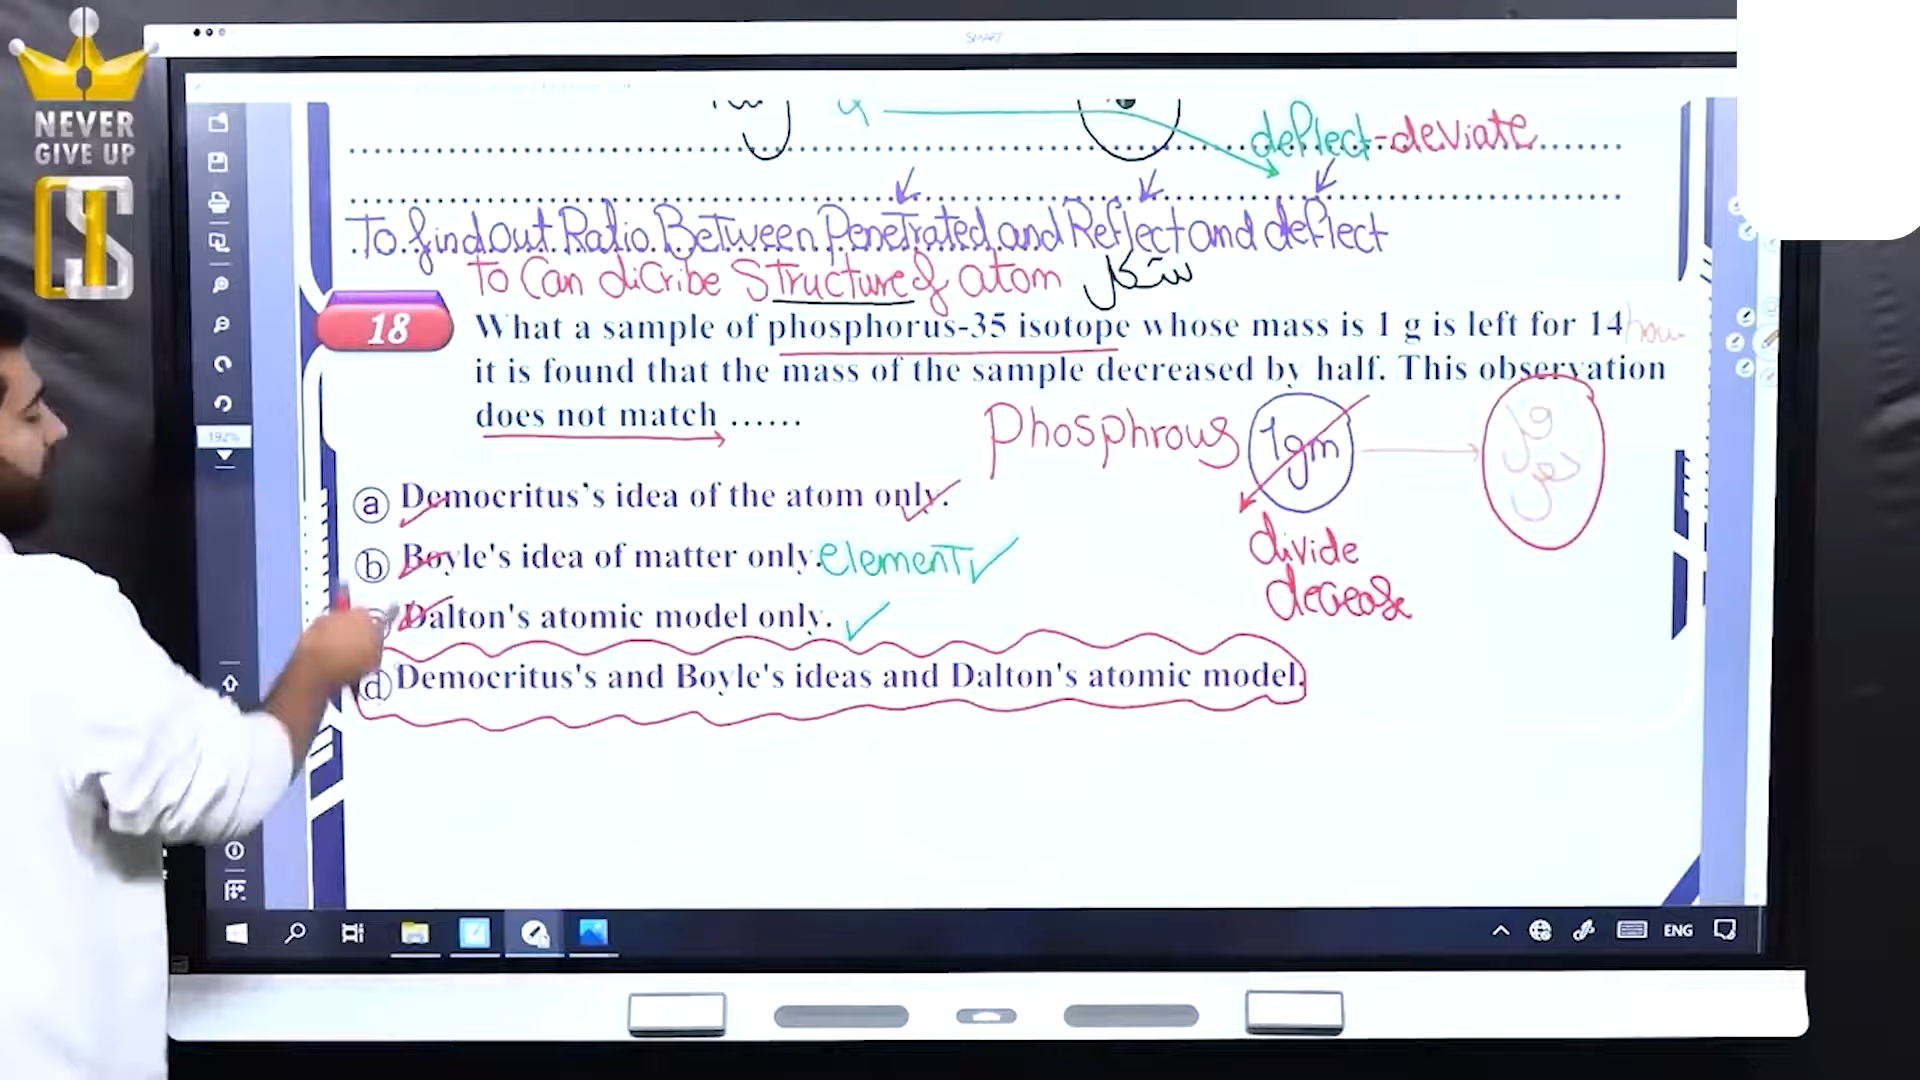 SMART
NEVER
GIVE UP
deflect-deviate
To find out Ratio Between Penetrated and Reflect and deflect
To Can dicribe Structure of atom شكل
18
What a sample of phosphorus-35 isotope whose mass is 1 g is left for 14
it is found that the mass of the sample decreased by half. This observation
does not match ......
Phosphrous 1gm
192%
a Democritus's idea of the atom only.
divide
b Boyle's idea of matter only. element
decrease
Dalton's atomic model only.
d Democritus's and Boyle's ideas and Dalton's atomic model.
ENG